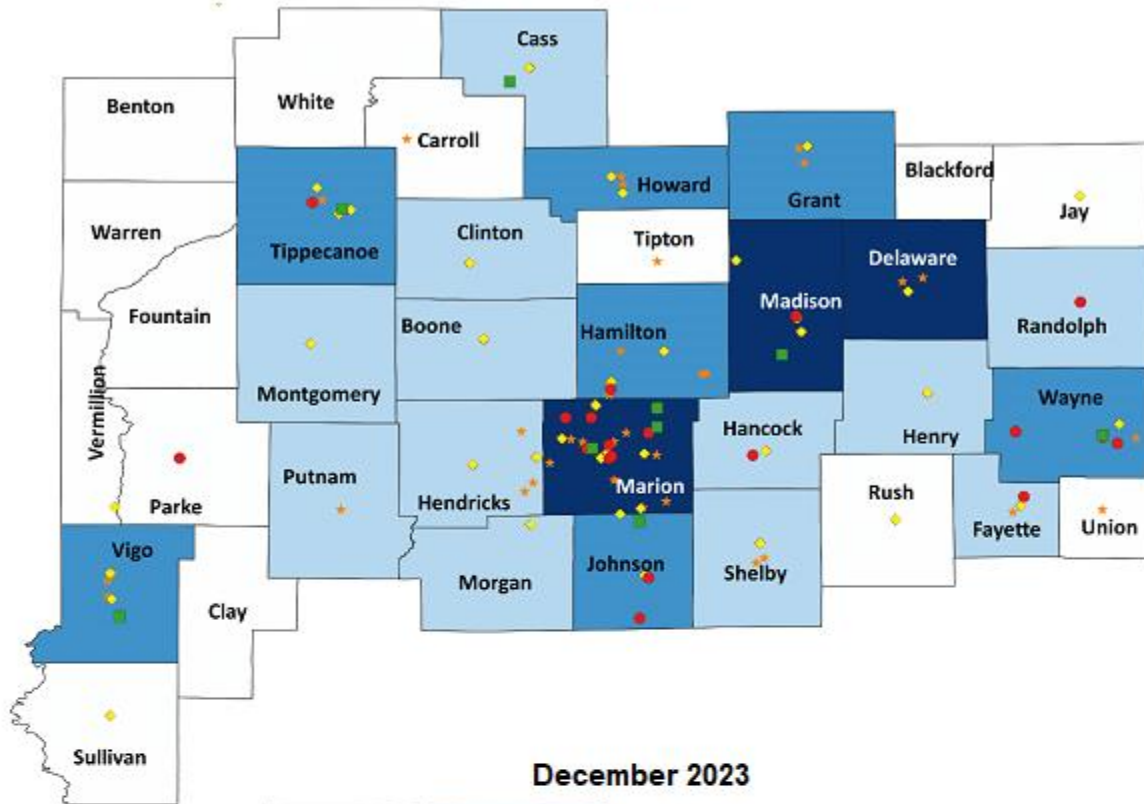 Cass
Benton
White
Carroll
Blackford
Howard
Grant
Jay
Warren
Clinton
Tipton
Tippecanoe
Delaware
Madison
Fountain
Boone
Hamilton
Randolph
Vermillion
Montgomery
Wayne
Hancock
Henry
Putnam
Marion
Rush
Hendricks
Parke
Fayette
Union
Vigo
Johnson
Shelby
Morgan
Clay
Sullivan
December 2023